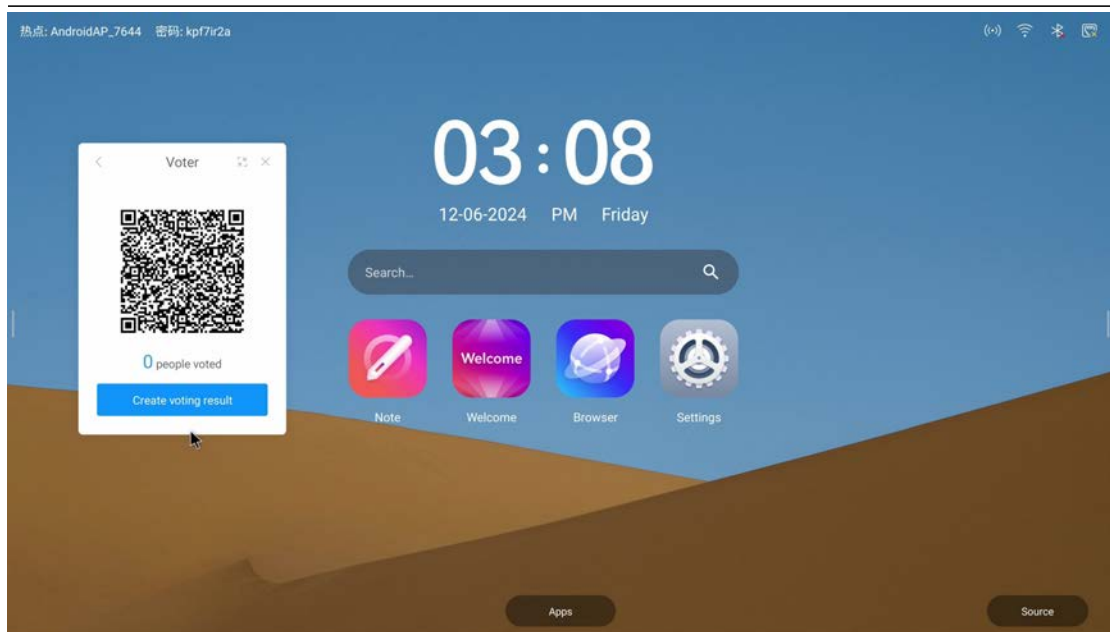 热点: AndroidAP_7644 密码: kpf7ir2a
Voter
0 people voted
Create voting result
03:08
12-06-2024 PM Friday
Search...
Welcome
Note Welcome Browser Settings
Apps
Source